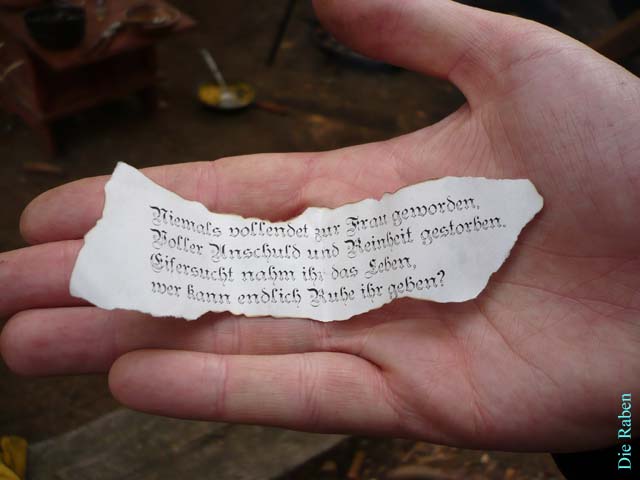 Niemals vollendet zur Frau geworden,
Voller Unschuld und Reinheit gestorben.
Eifersucht nahm ihr das Leben,
wer kann endlich Ruhe ihr geben?
Die Raben